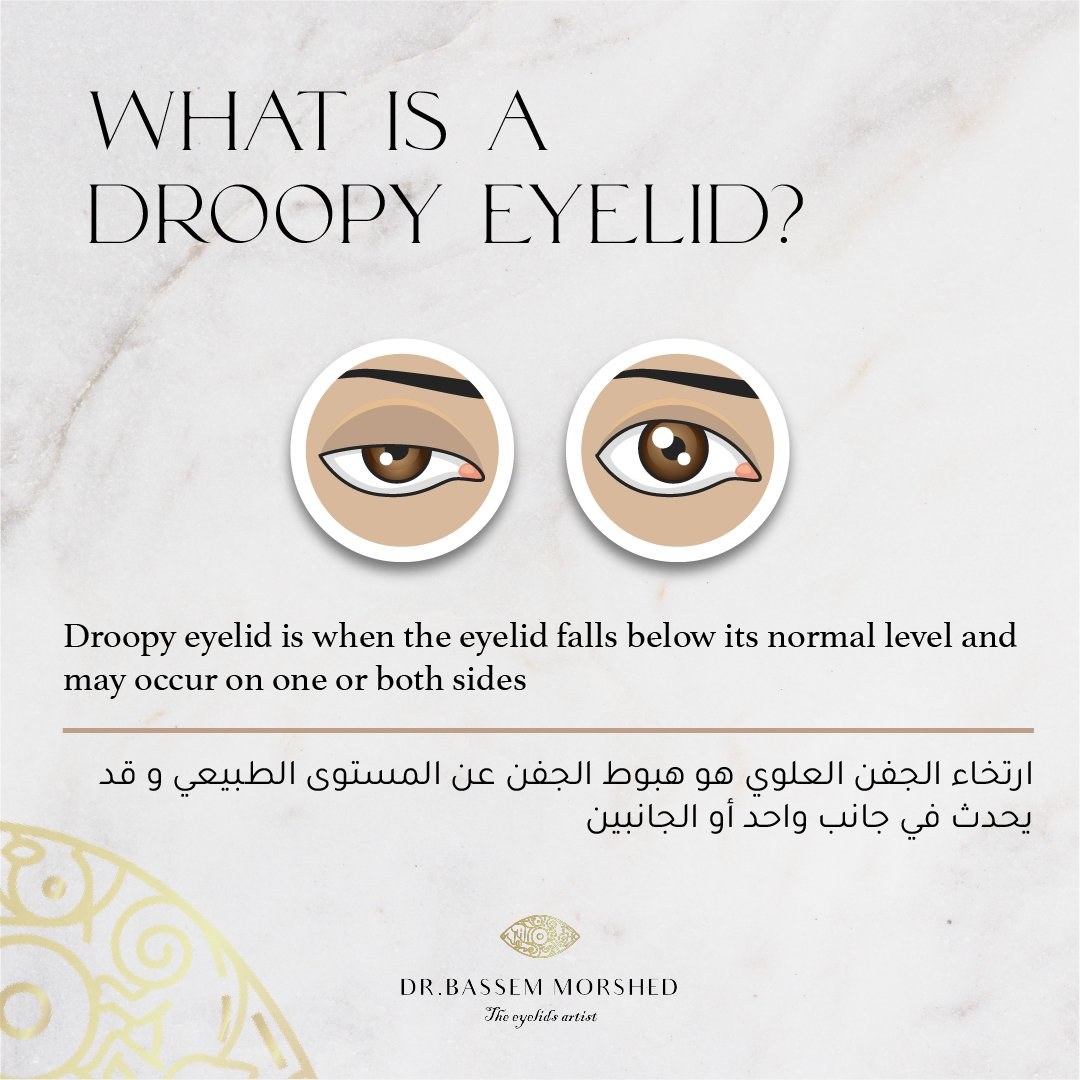 WHAT IS A
DROOPY EYELID?
Droopy eyelid is when the eyelid falls below its normal level and
may occur on one or both sides
ارتخاء الجفن العلوي هو هبوط الجفن عن المستوى الطبيعي و قد
يحدث في جانب واحد أو الجانبين
DR.BASSEM MORSHED
The eyelids artist